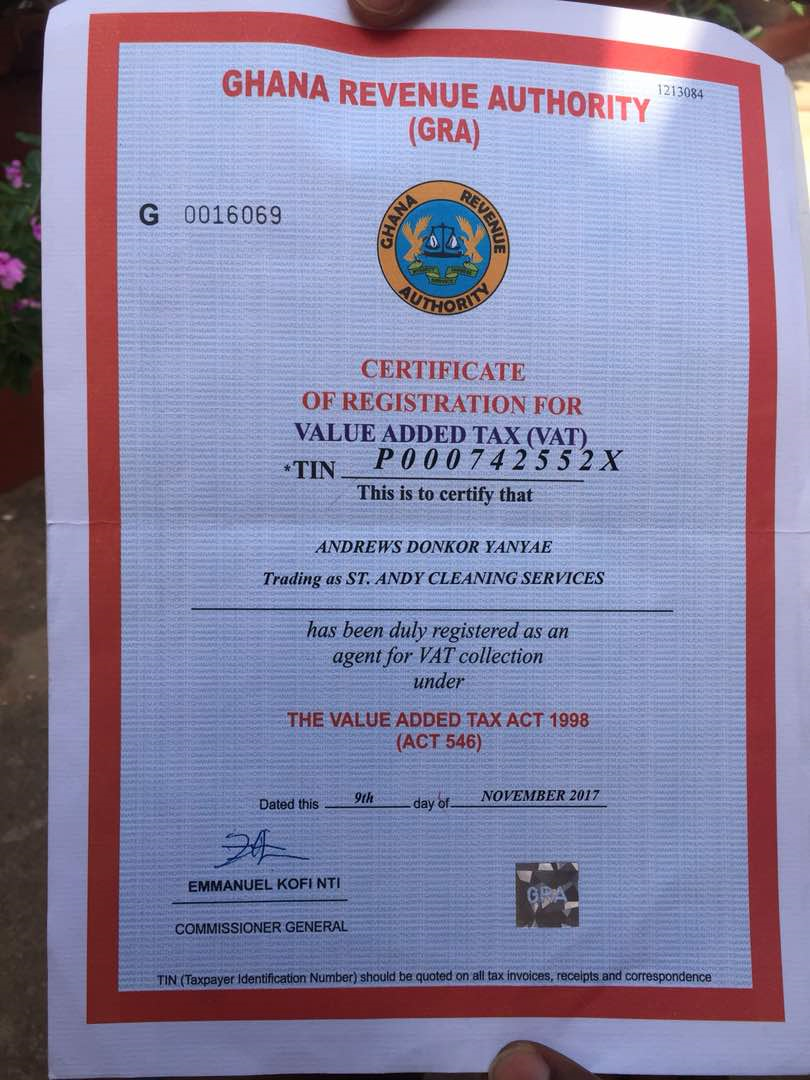 GHANA REVENUE AUTHORITY
(GRA)
1213084
G 0016069
GHANA REVENUE
AUTHORITY
CERTIFICATE
OF REGISTRATION FOR
VALUE ADDED TAX (VAT)
*TIN P000742552X
This is to certify that
ANDREWS DONKOR YANYAE
Trading as ST. ANDY CLEANING SERVICES
has been duly registered as an
agent for VAT collection
under
THE VALUE ADDED TAX ACT 1998
(ACT 546)
Dated this 9th day of NOVEMBER 2017
EMMANUEL KOFI NTI
COMMISSIONER GENERAL
GRA
TIN (Taxpayer Identification Number) should be quoted on all tax invoices, receipts and correspondence